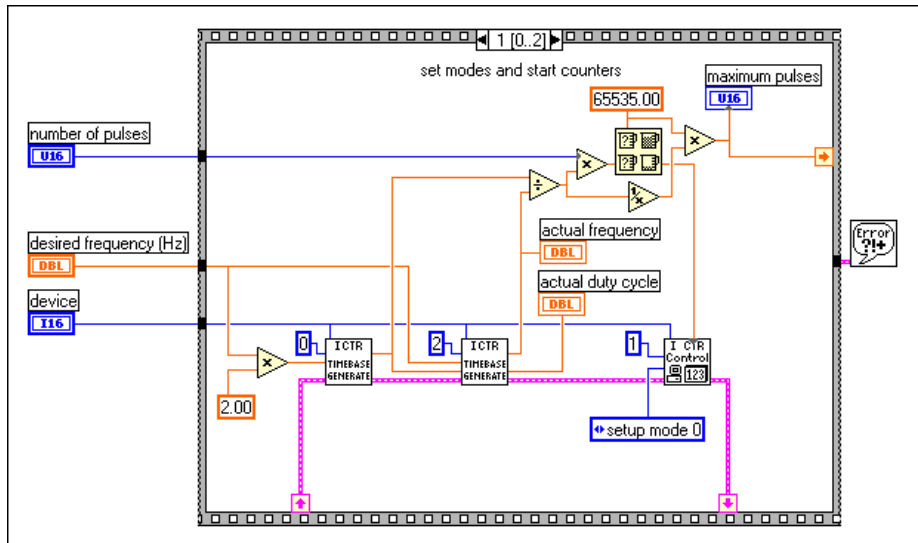 1 [0..2]
set modes and start counters
maximum pulses
U16
65535.00
number of pulses
U16
x
x
÷
1/x
desired frequency (Hz)
DBL
actual frequency
DBL
Error
?!+
actual duty cycle
DBL
device
I16
0
ICTR
TIMEBASE
GENERATE
2
ICTR
TIMEBASE
GENERATE
1
I CTR
Control
123
x
2.00
setup mode 0